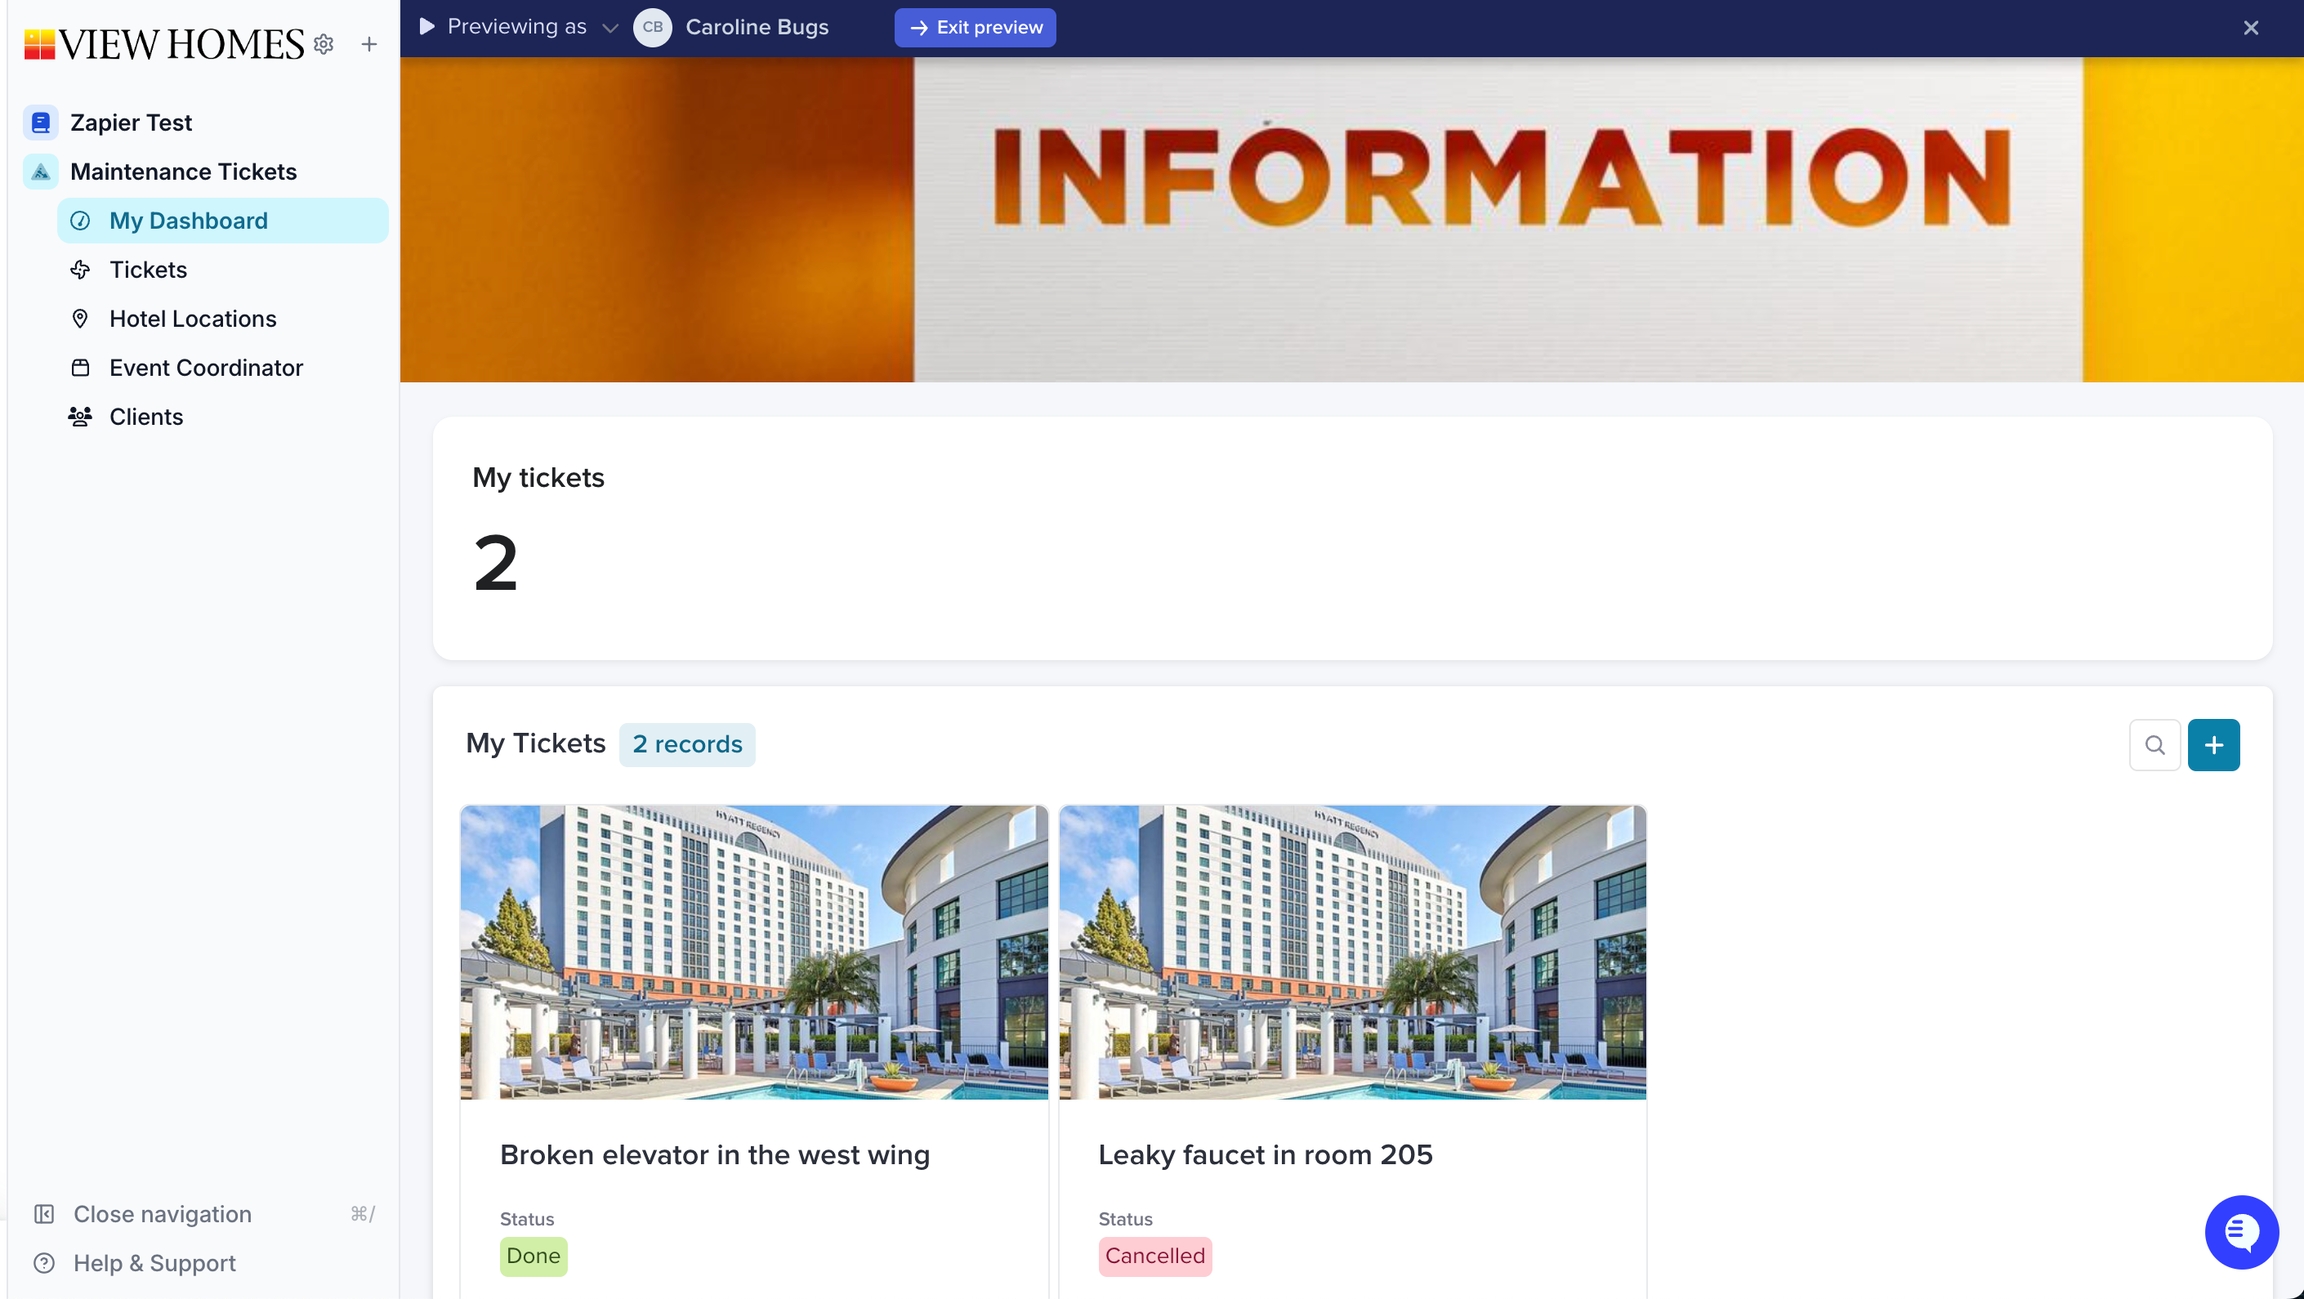 VIEW HOMES
Zapier Test
Maintenance Tickets
My Dashboard
Tickets
Hotel Locations
Event Coordinator
Clients
Close navigation ⌘/
Help & Support
Previewing as CB Caroline Bugs Exit preview
INFORMATION
My tickets
2
My Tickets 2 records
HYATT REGENCY
Broken elevator in the west wing
Status
Done
HYATT REGENCY
Leaky faucet in room 205
Status
Cancelled